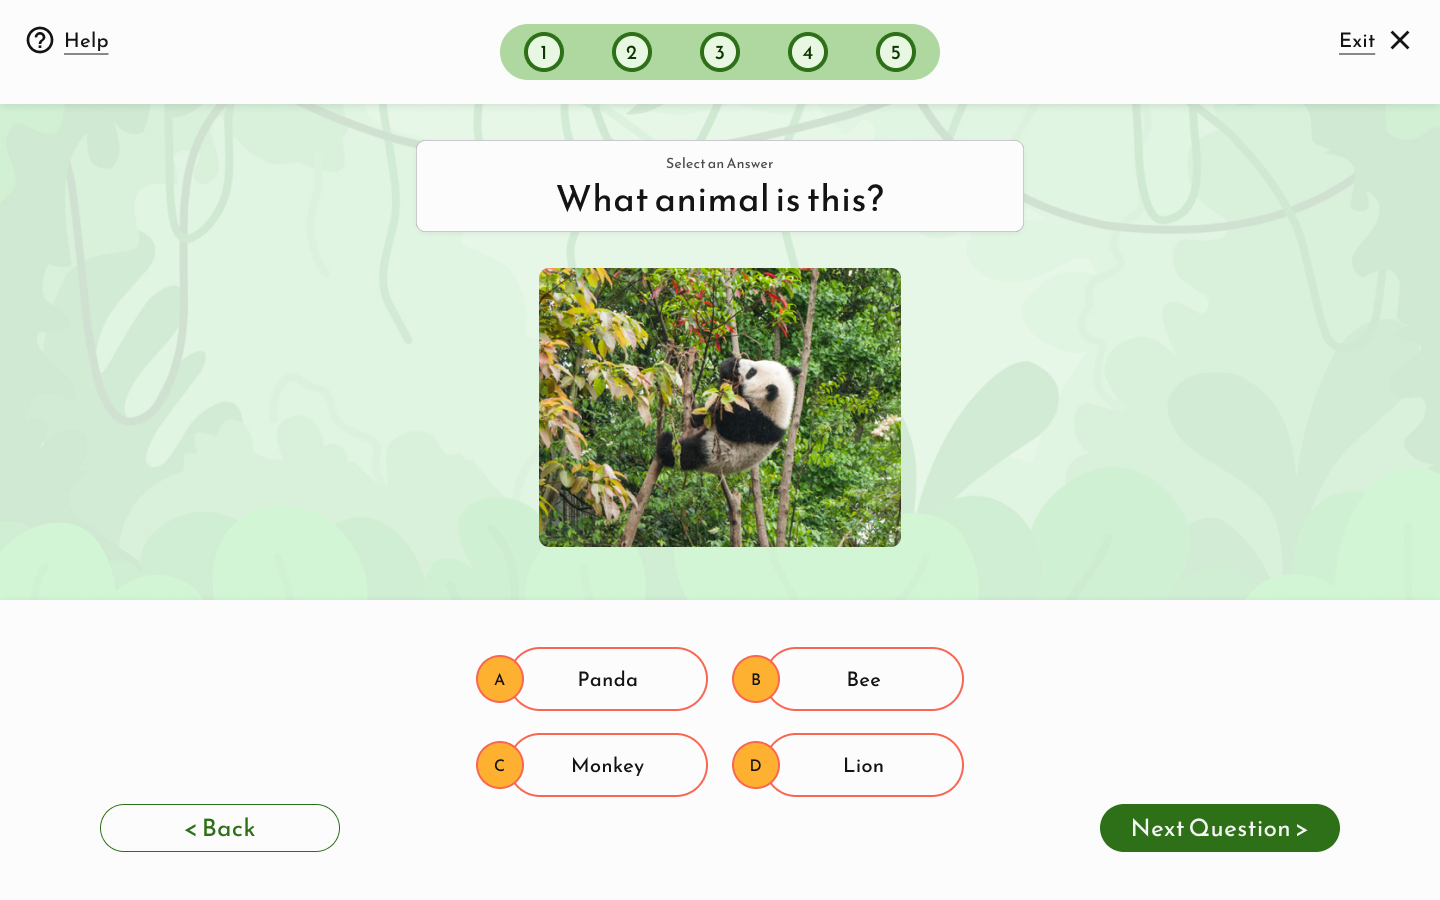 Help
1 2 3 4 5
Exit
Select an Answer
What animal is this?
A Panda
B Bee
C Monkey
D Lion
< Back
Next Question >